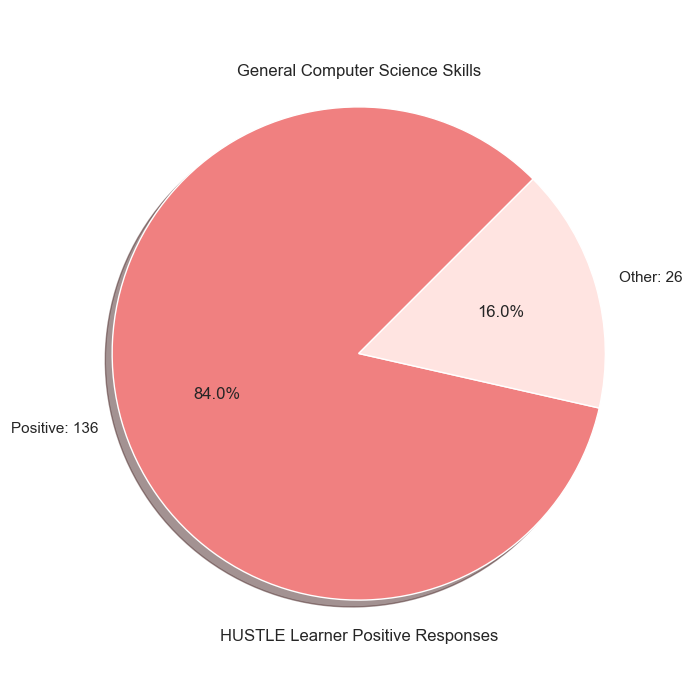 General Computer Science Skills
Other: 26
16.0%
84.0%
Positive: 136
HUSTLE Learner Positive Responses